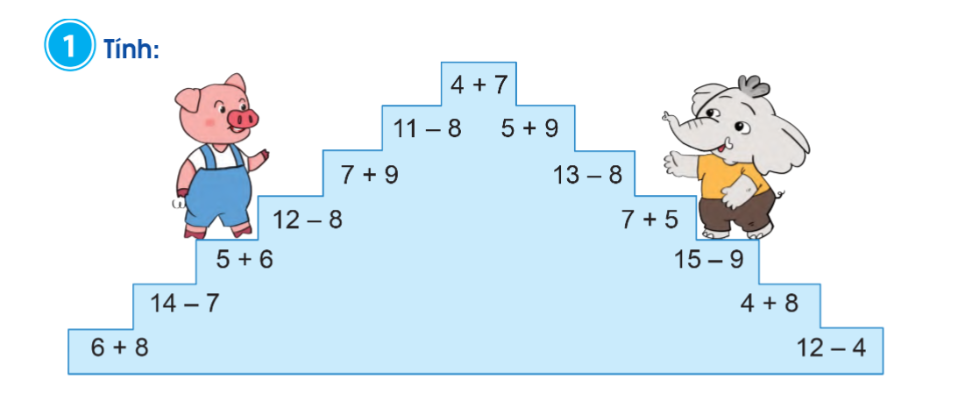 1 Tính:
4 + 7
11 – 8 5 + 9
7 + 9 13 – 8
12 – 8 7 + 5
5 + 6 15 – 9
14 – 7 4 + 8
6 + 8 12 – 4